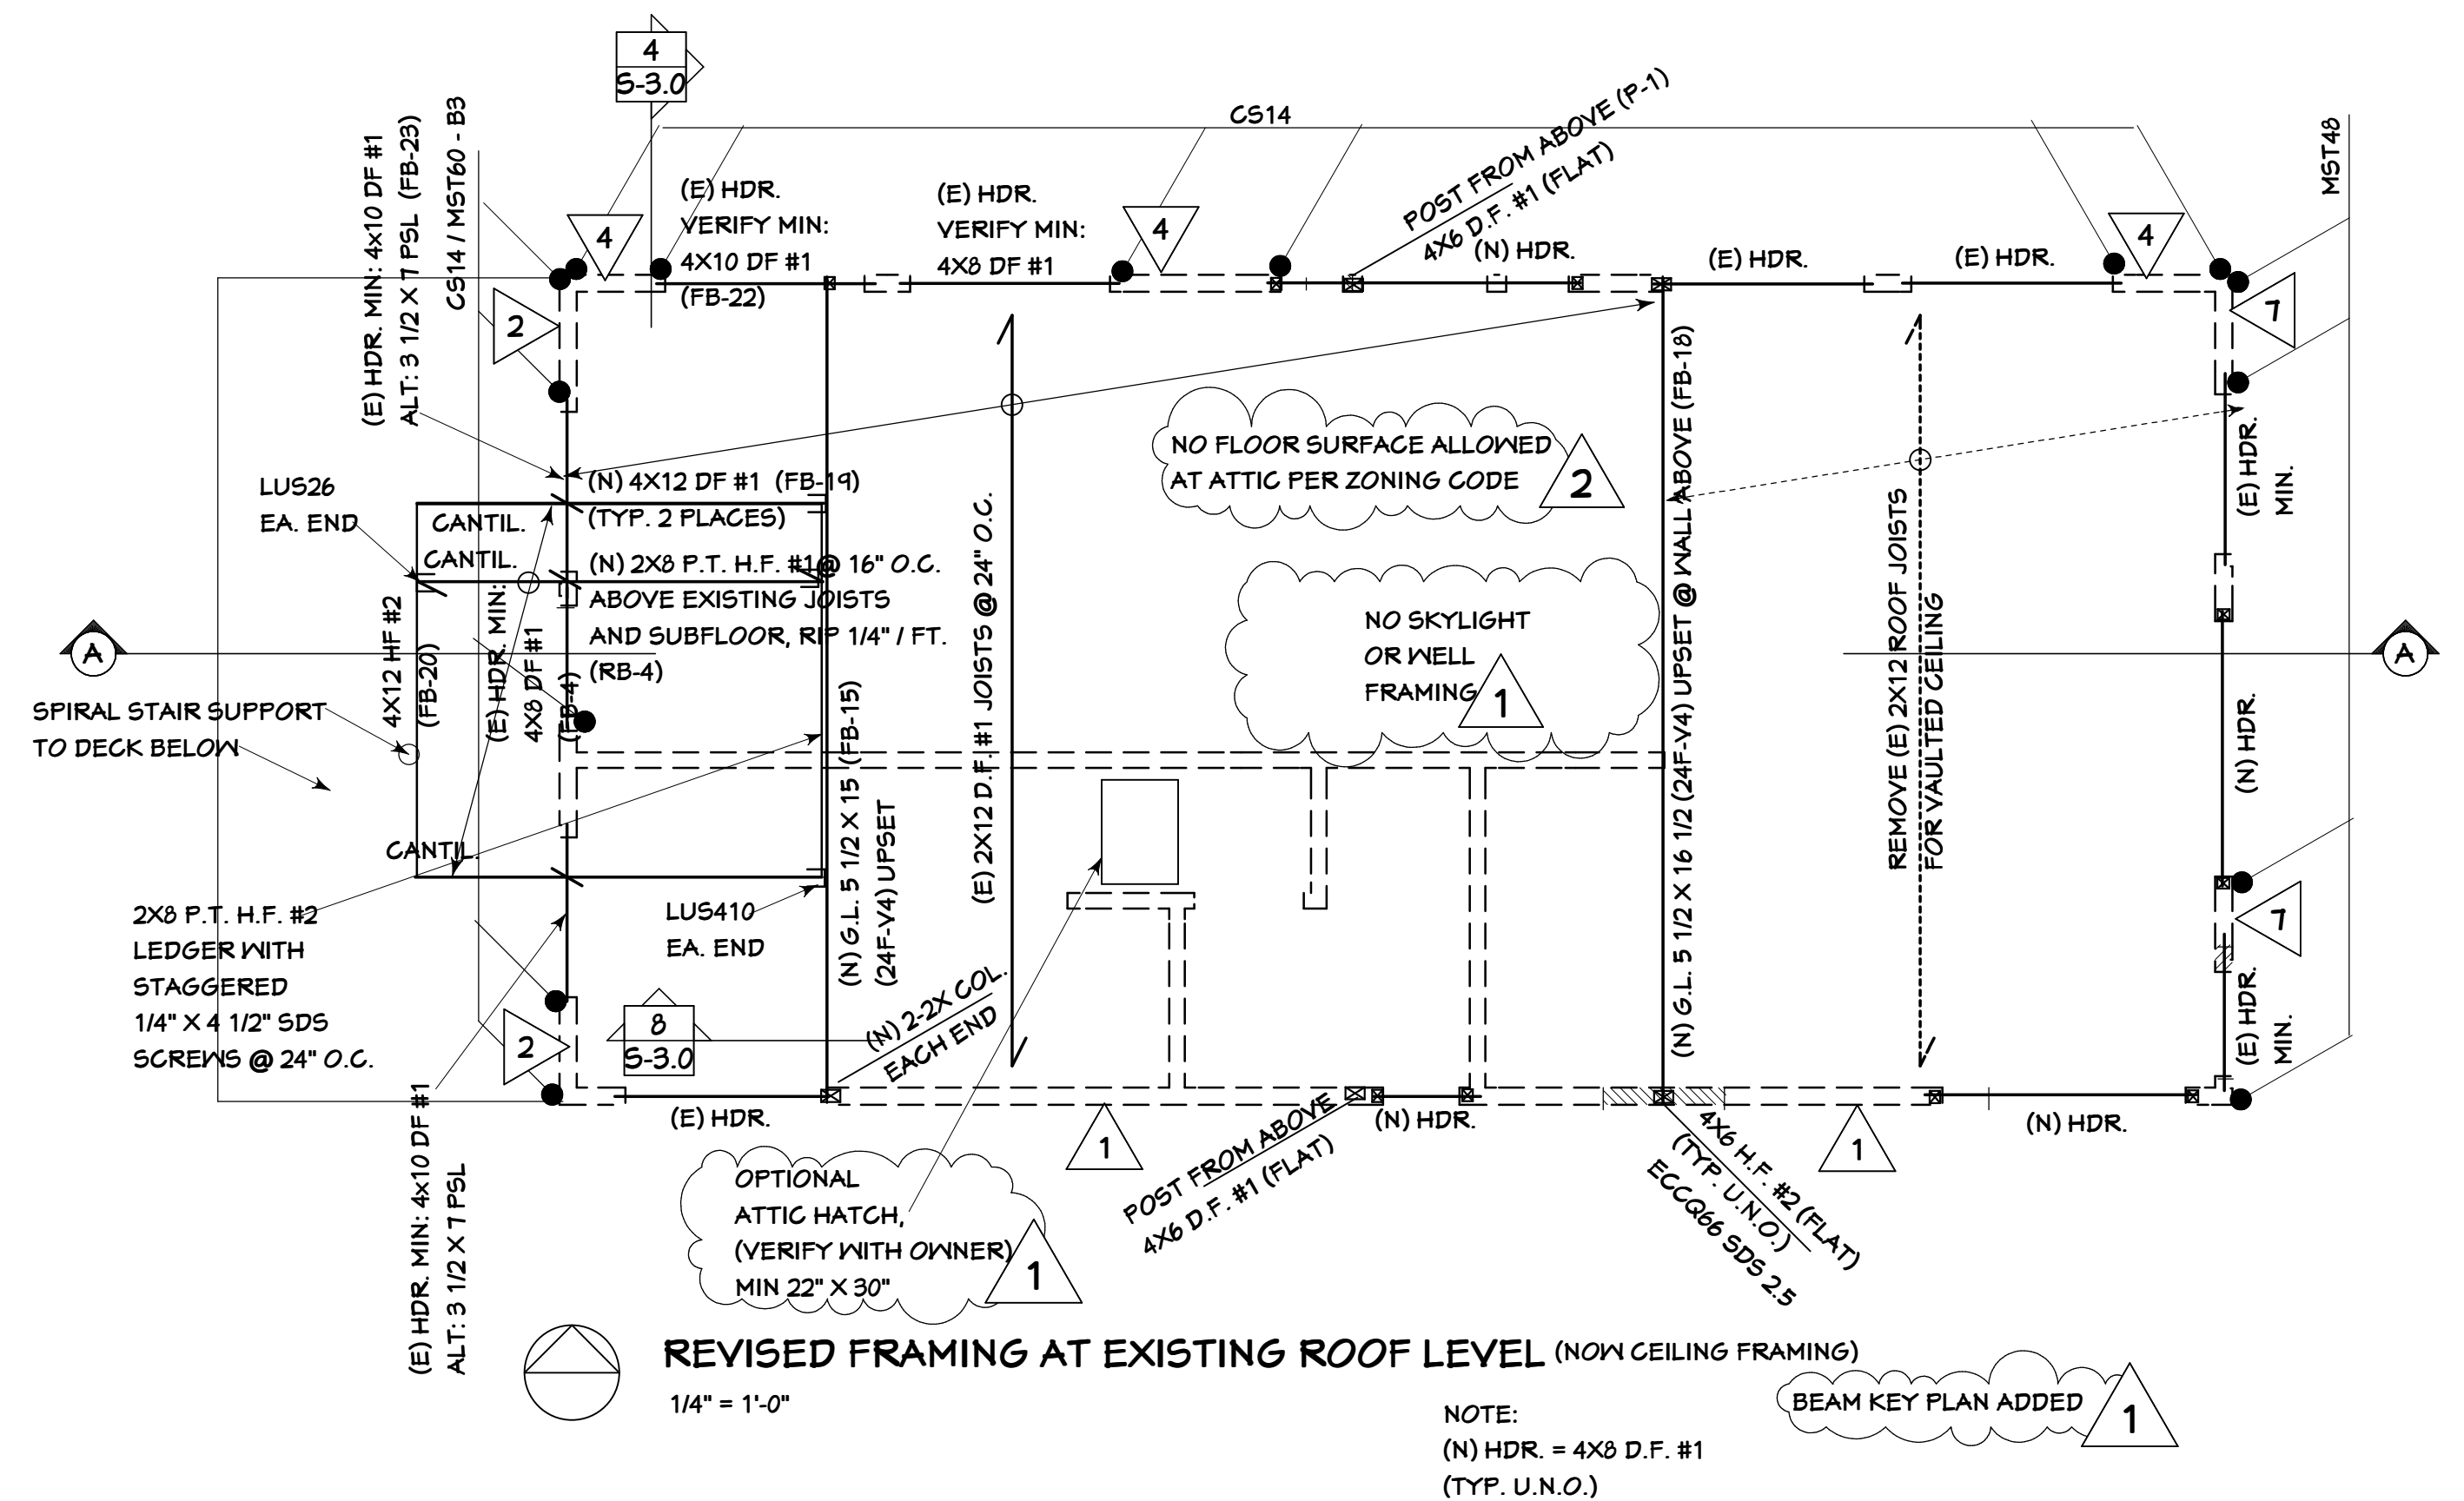 4
S-3.0
CS14
POST FROM ABOVE (P-1)
4X6 D.F. #1 (FLAT)
MST48
(E) HDR. MIN: 4x10 DF #1
ALT: 3 1/2 X 7 PSL (FB-23)
CS14 / MST60 - B3
4
(E) HDR.
VERIFY MIN:
4X10 DF #1
(FB-22)
(E) HDR.
VERIFY MIN:
4X8 DF #1
4
(N) HDR.
(E) HDR.
(E) HDR.
4
2
7
NO FLOOR SURFACE ALLOWED
AT ATTIC PER ZONING CODE
2
(E) HDR.
MIN.
LUS26
EA. END
CANTIL.
CANTIL.
(N) 4X12 DF #1 (FB-19)
(TYP. 2 PLACES)
(N) 2X8 P.T. H.F. #1@ 16" O.C.
ABOVE EXISTING JOISTS
AND SUBFLOOR, RIP 1/4" / FT.
(RB-4)
4X12 HF #2
(FB-20)
(E) HDR. MIN:
4X8 DF #1
(FB-4)
(E) 2X12 D.F. #1 JOISTS @ 24" O.C.
NO SKYLIGHT
OR WELL
FRAMING
1
(N) G.L. 5 1/2 X 16 1/2 (24F-V4) UPSET @ WALL ABOVE (FB-18)
REMOVE (E) 2X12 ROOF JOISTS
FOR VAULTED CEILING
A
A
SPIRAL STAIR SUPPORT
TO DECK BELOW
(N) G.L. 5 1/2 X 15 (FB-15)
(24F-V4) UPSET
(N) HDR.
CANTIL.
2X8 P.T. H.F. #2
LEDGER WITH
STAGGERED
1/4" X 4 1/2" SDS
SCREWS @ 24" O.C.
LUS410
EA. END
7
(N) 2-2X COL.
EACH END
8
S-3.0
2
(E) HDR.
MIN.
(E) HDR.
1
POST FROM ABOVE
4X6 D.F. #1 (FLAT)
(N) HDR.
4X6 H.F. #2 (FLAT)
(TYP. U.N.O.)
ECCQ66 SDS 2.5
1
(N) HDR.
(E) HDR. MIN: 4x10 DF #1
ALT: 3 1/2 X 7 PSL
OPTIONAL
ATTIC HATCH,
(VERIFY WITH OWNER)
MIN 22" X 30"
1
REVISED FRAMING AT EXISTING ROOF LEVEL (NOW CEILING FRAMING)
1/4" = 1'-0"
BEAM KEY PLAN ADDED
1
NOTE:
(N) HDR. = 4X8 D.F. #1
(TYP. U.N.O.)